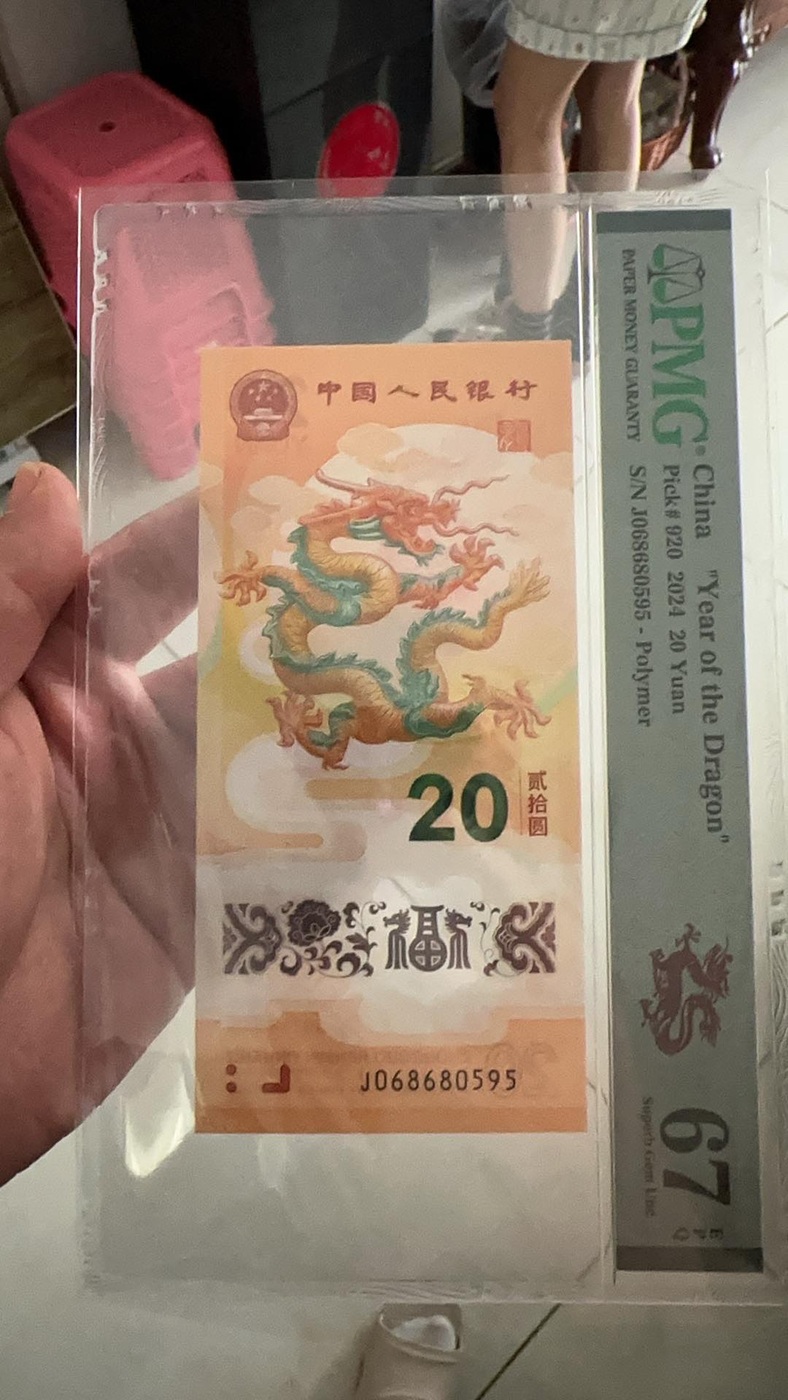 中国人民银行
20
贰拾圆
福
J068680595
PMG®
PAPER MONEY GUARANTY
China "Year of the Dragon"
Pick# 920 2024 20 Yuan
S/N J068680595 - Polymer
67
EPQ
Superb Gem Unc